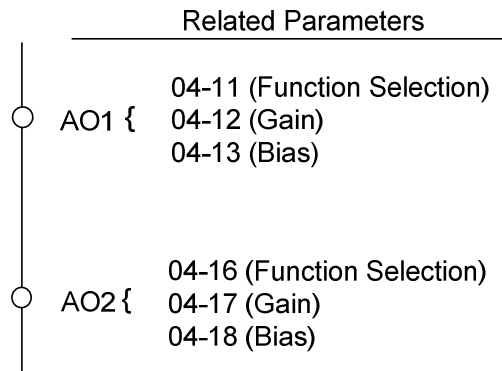 Related Parameters
04-11 (Function Selection)
AO1 { 04-12 (Gain)
04-13 (Bias)
04-16 (Function Selection)
AO2 { 04-17 (Gain)
04-18 (Bias)